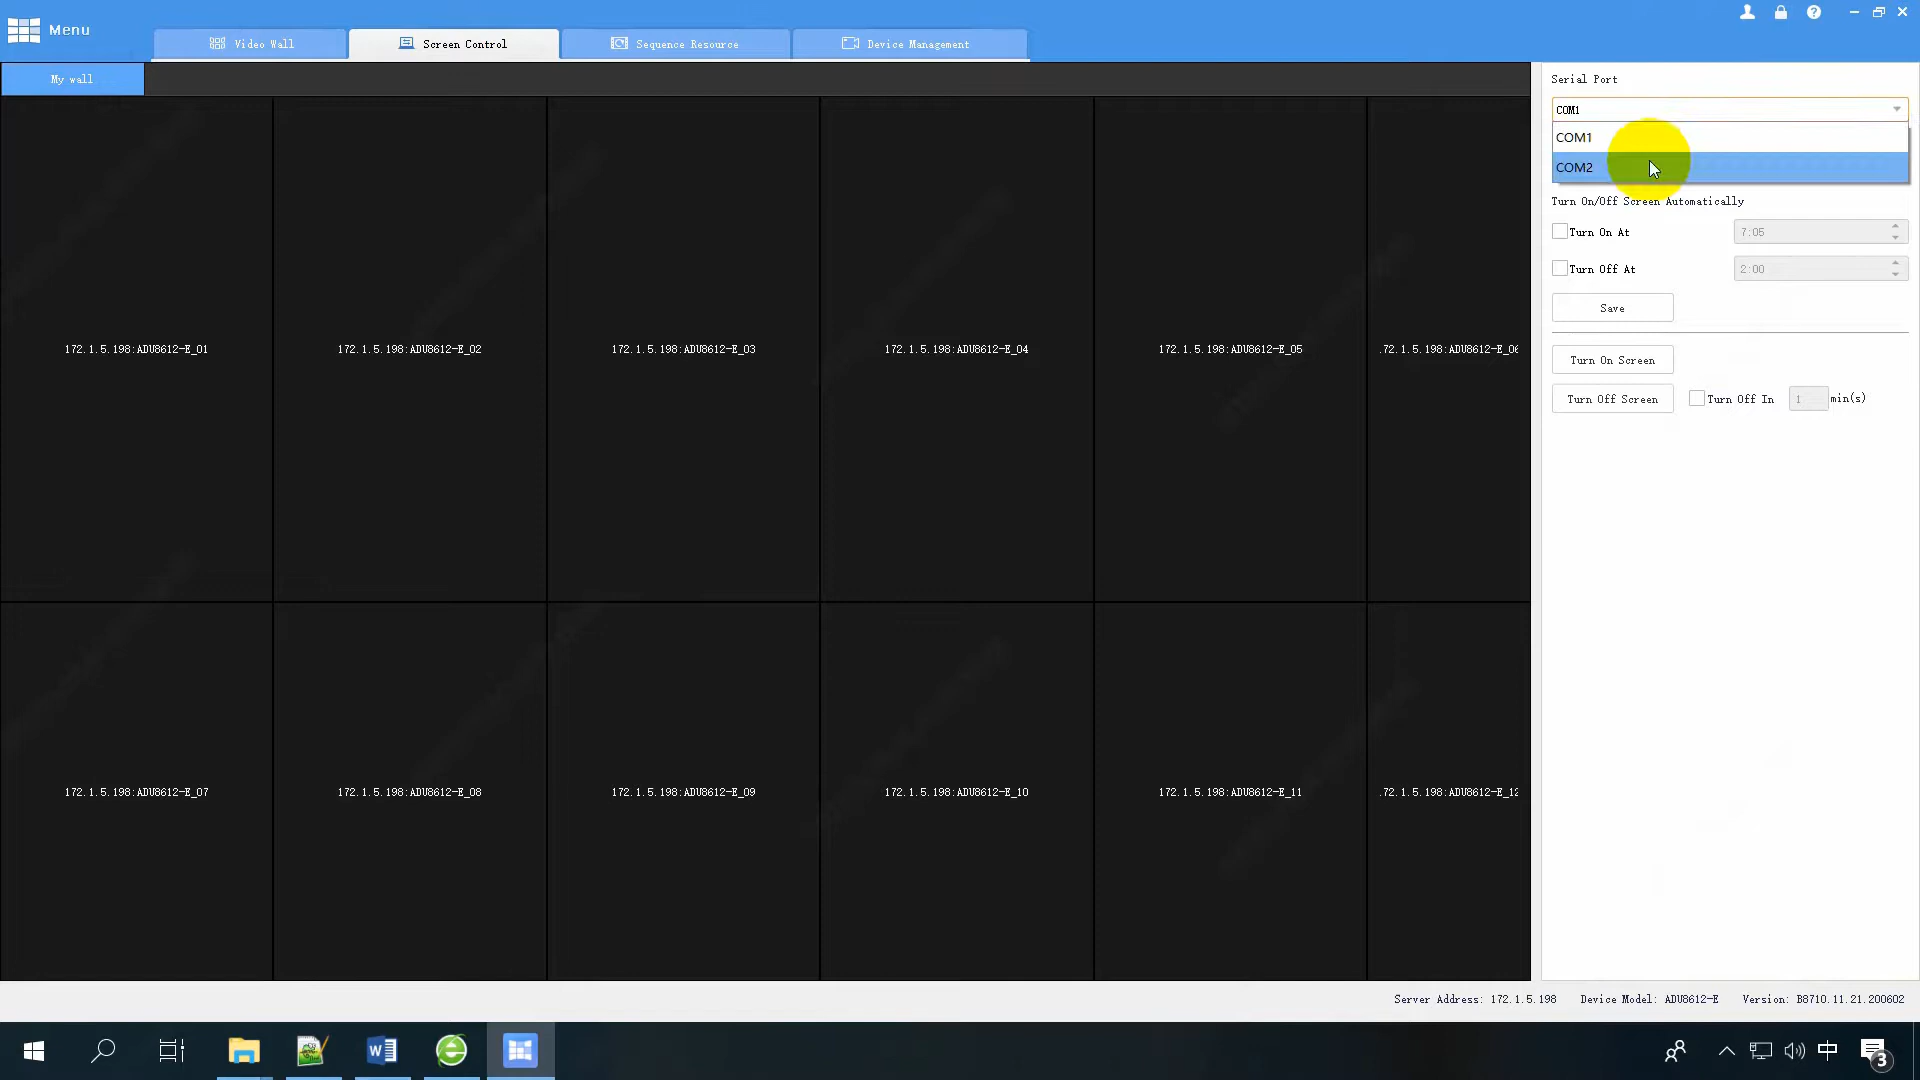 Menu
Video Wall
Screen Control
Sequence Resource
Device Management
My wall
Serial Port
COM1
COM1
COM2
Turn On/Off Screen Automatically
Turn On At 7:05
Turn Off At 2:00
Save
Turn On Screen
Turn Off Screen Turn Off In 1 min(s)
172.1.5.198:ADU8612-E_01
172.1.5.198:ADU8612-E_02
172.1.5.198:ADU8612-E_03
172.1.5.198:ADU8612-E_04
172.1.5.198:ADU8612-E_05
.72.1.5.198:ADU8612-E_06
172.1.5.198:ADU8612-E_07
172.1.5.198:ADU8612-E_08
172.1.5.198:ADU8612-E_09
172.1.5.198:ADU8612-E_10
172.1.5.198:ADU8612-E_11
.72.1.5.198:ADU8612-E_12
Server Address: 172.1.5.198 Device Model: ADU8612-E Version: B8710.11.21.200602
中
3